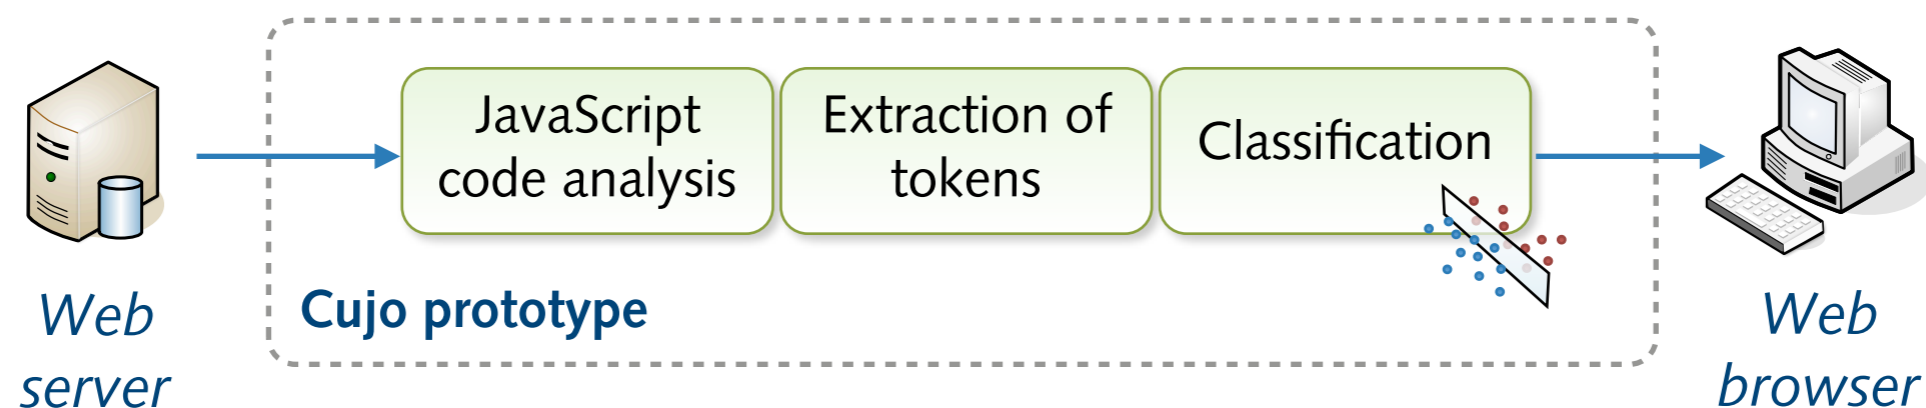 JavaScript
code analysis
Extraction of
tokens
Classification
Cujo prototype
Web
server
Web
browser